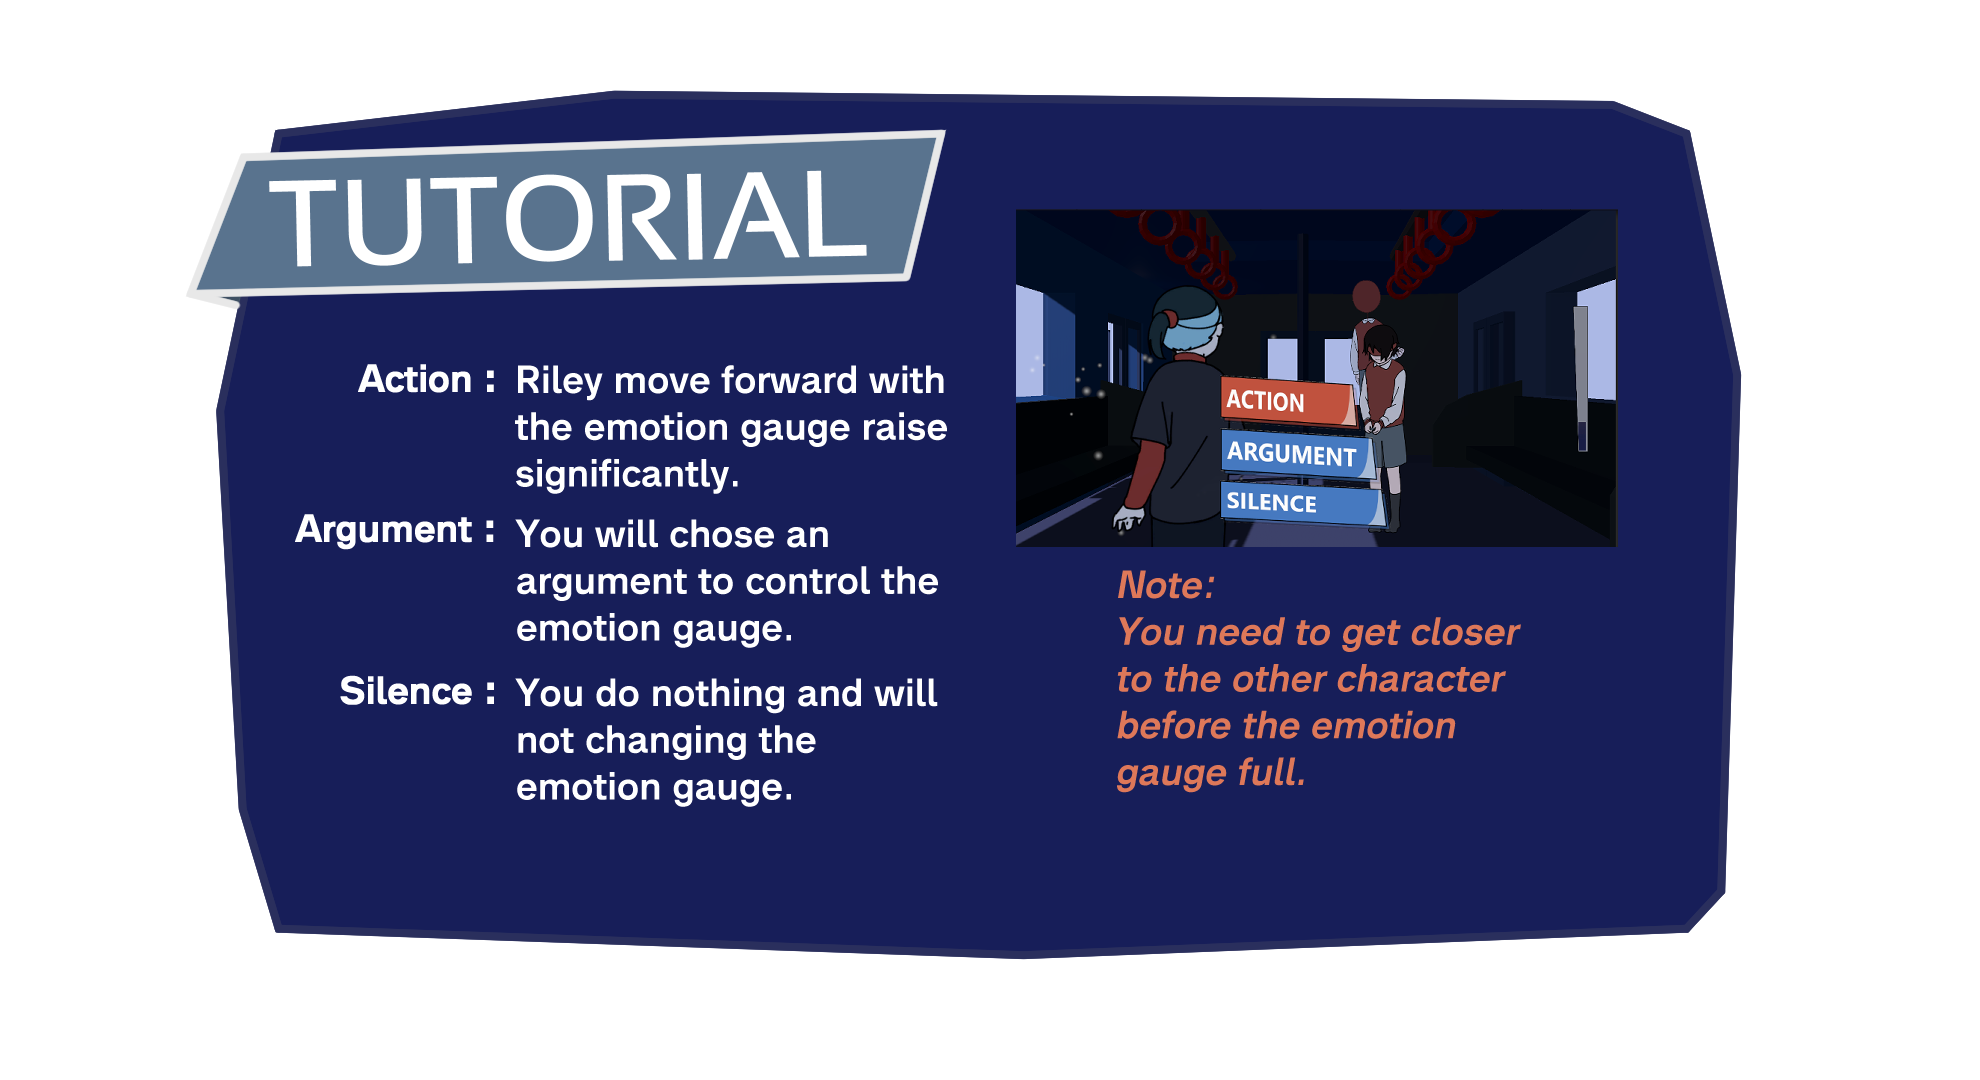 TUTORIAL
Action : Riley move forward with
the emotion gauge raise
significantly.
Argument : You will chose an
argument to control the
emotion gauge.
Silence : You do nothing and will
not changing the
emotion gauge.
ACTION
ARGUMENT
SILENCE
Note:
You need to get closer
to the other character
before the emotion
gauge full.